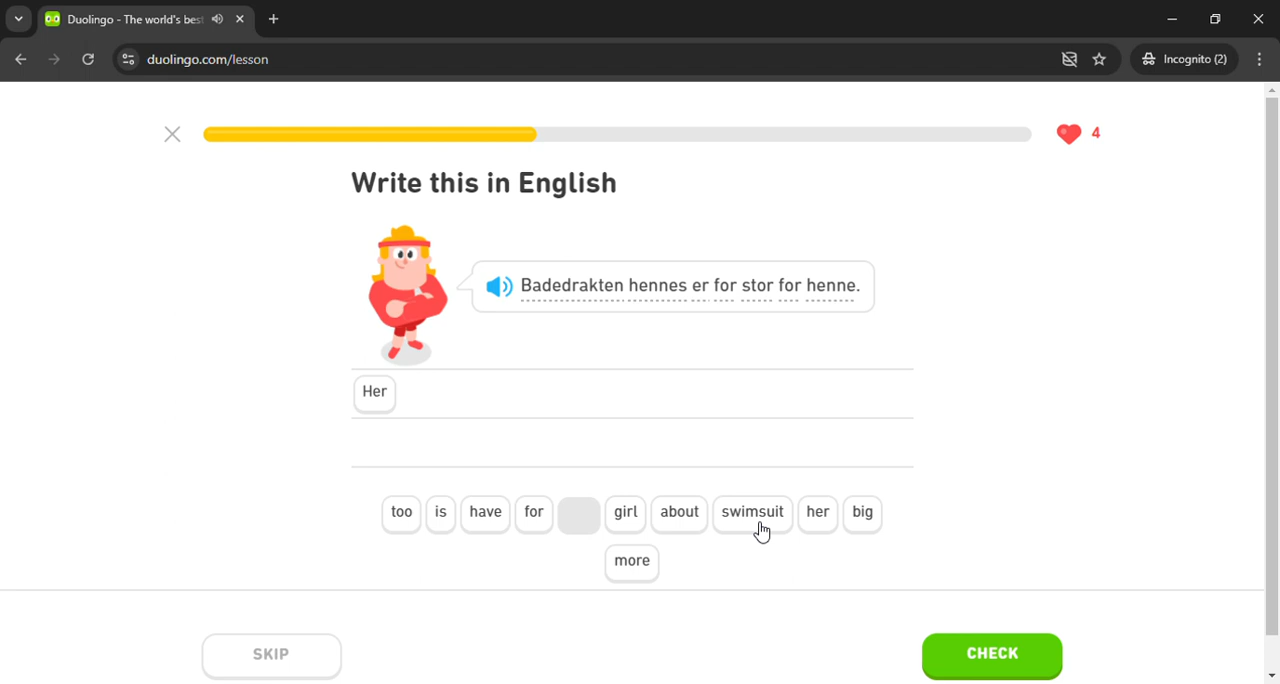 Duolingo - The world's bes
duolingo.com/lesson
Incognito (2)
4
Write this in English
Badedrakten hennes er for stor for henne.
Her
too is have for girl about swimsuit her big
more
SKIP
CHECK